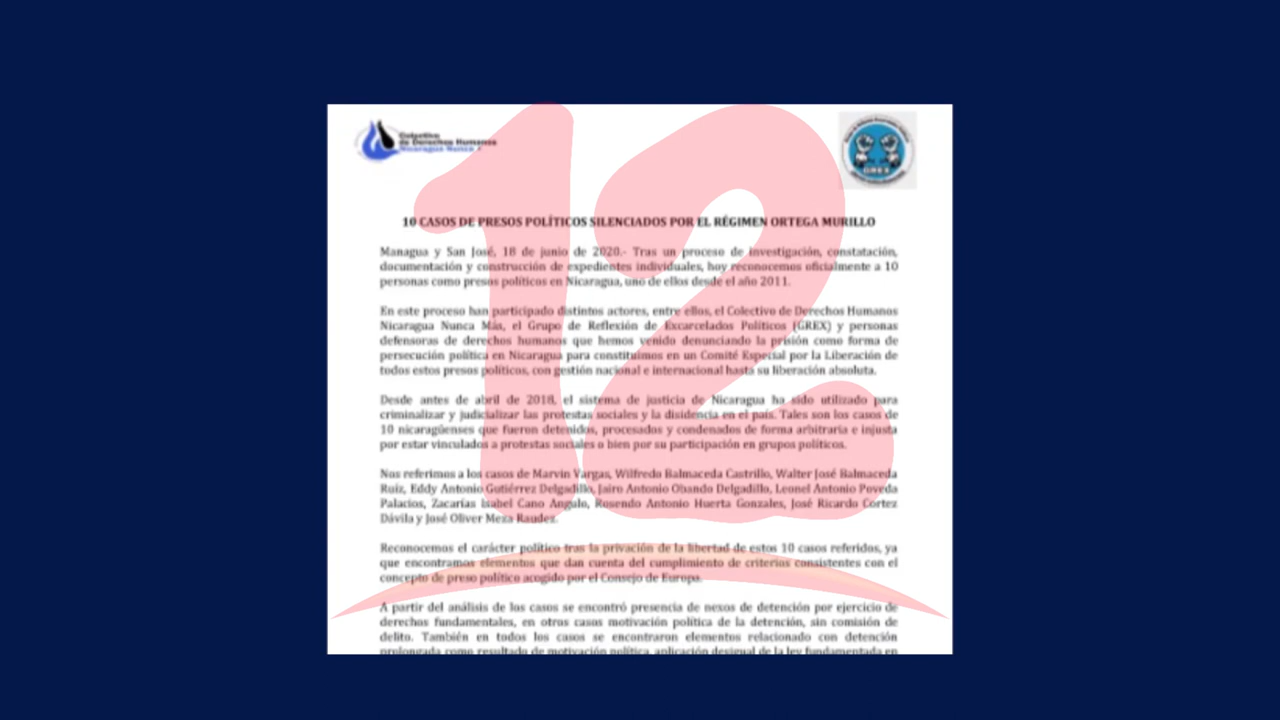 Colectivo
de Derechos Humanos
Nicaragua Nunca +
GREX
12
10 CASOS DE PRESOS POLÍTICOS SILENCIADOS POR EL RÉGIMEN ORTEGA MURILLO
Managua y San José, 18 de junio de 2020.- Tras un proceso de investigación, constatación,
documentación y construcción de expedientes individuales, hoy reconocemos oficialmente a 10
personas como presos políticos en Nicaragua, uno de ellos desde el año 2011.
En este proceso han participado distintos actores, entre ellos, el Colectivo de Derechos Humanos
Nicaragua Nunca Más, el Grupo de Reflexión de Excarcelados Políticos (GREX) y personas
defensoras de derechos humanos que hemos venido denunciando la prisión como forma de
persecución política en Nicaragua para constituirnos en un Comité Especial por la Liberación de
todos estos presos políticos, con gestión nacional e internacional hasta su liberación absoluta.
Desde antes de abril de 2018, el sistema de justicia de Nicaragua ha sido utilizado para
criminalizar y judicializar las protestas sociales y la disidencia en el país. Tales son los casos de
10 nicaragüenses que fueron detenidos, procesados y condenados de forma arbitraria e injusta
por estar vinculados a protestas sociales o bien por su participación en grupos políticos.
Nos referimos a los casos de Marvin Vargas, Wilfredo Balmaceda Castrillo, Walter José Balmaceda
Ruiz, Eddy Antonio Gutiérrez Delgadillo, Jairo Antonio Obando Delgadillo, Leonel Antonio Poveda
Palacios, Zacarías Isabel Cano Angulo, Rosendo Antonio Huerta Gonzales, José Ricardo Cortez
Dávila y José Oliver Meza Raudez.
Reconocemos el carácter político tras la privación de la libertad de estos 10 casos referidos, ya
que encontramos elementos que dan cuenta del cumplimiento de criterios consistentes con el
concepto de preso político acogido por el Consejo de Europa.
A partir del análisis de los casos se encontró presencia de nexos de detención por ejercicio de
derechos fundamentales, en otros casos motivación política de la detención, sin comisión de
delito. También en todos los casos se encontraron elementos relacionado con detención
prolongada como resultado de motivación política, aplicación desigual de la ley fundamentada en